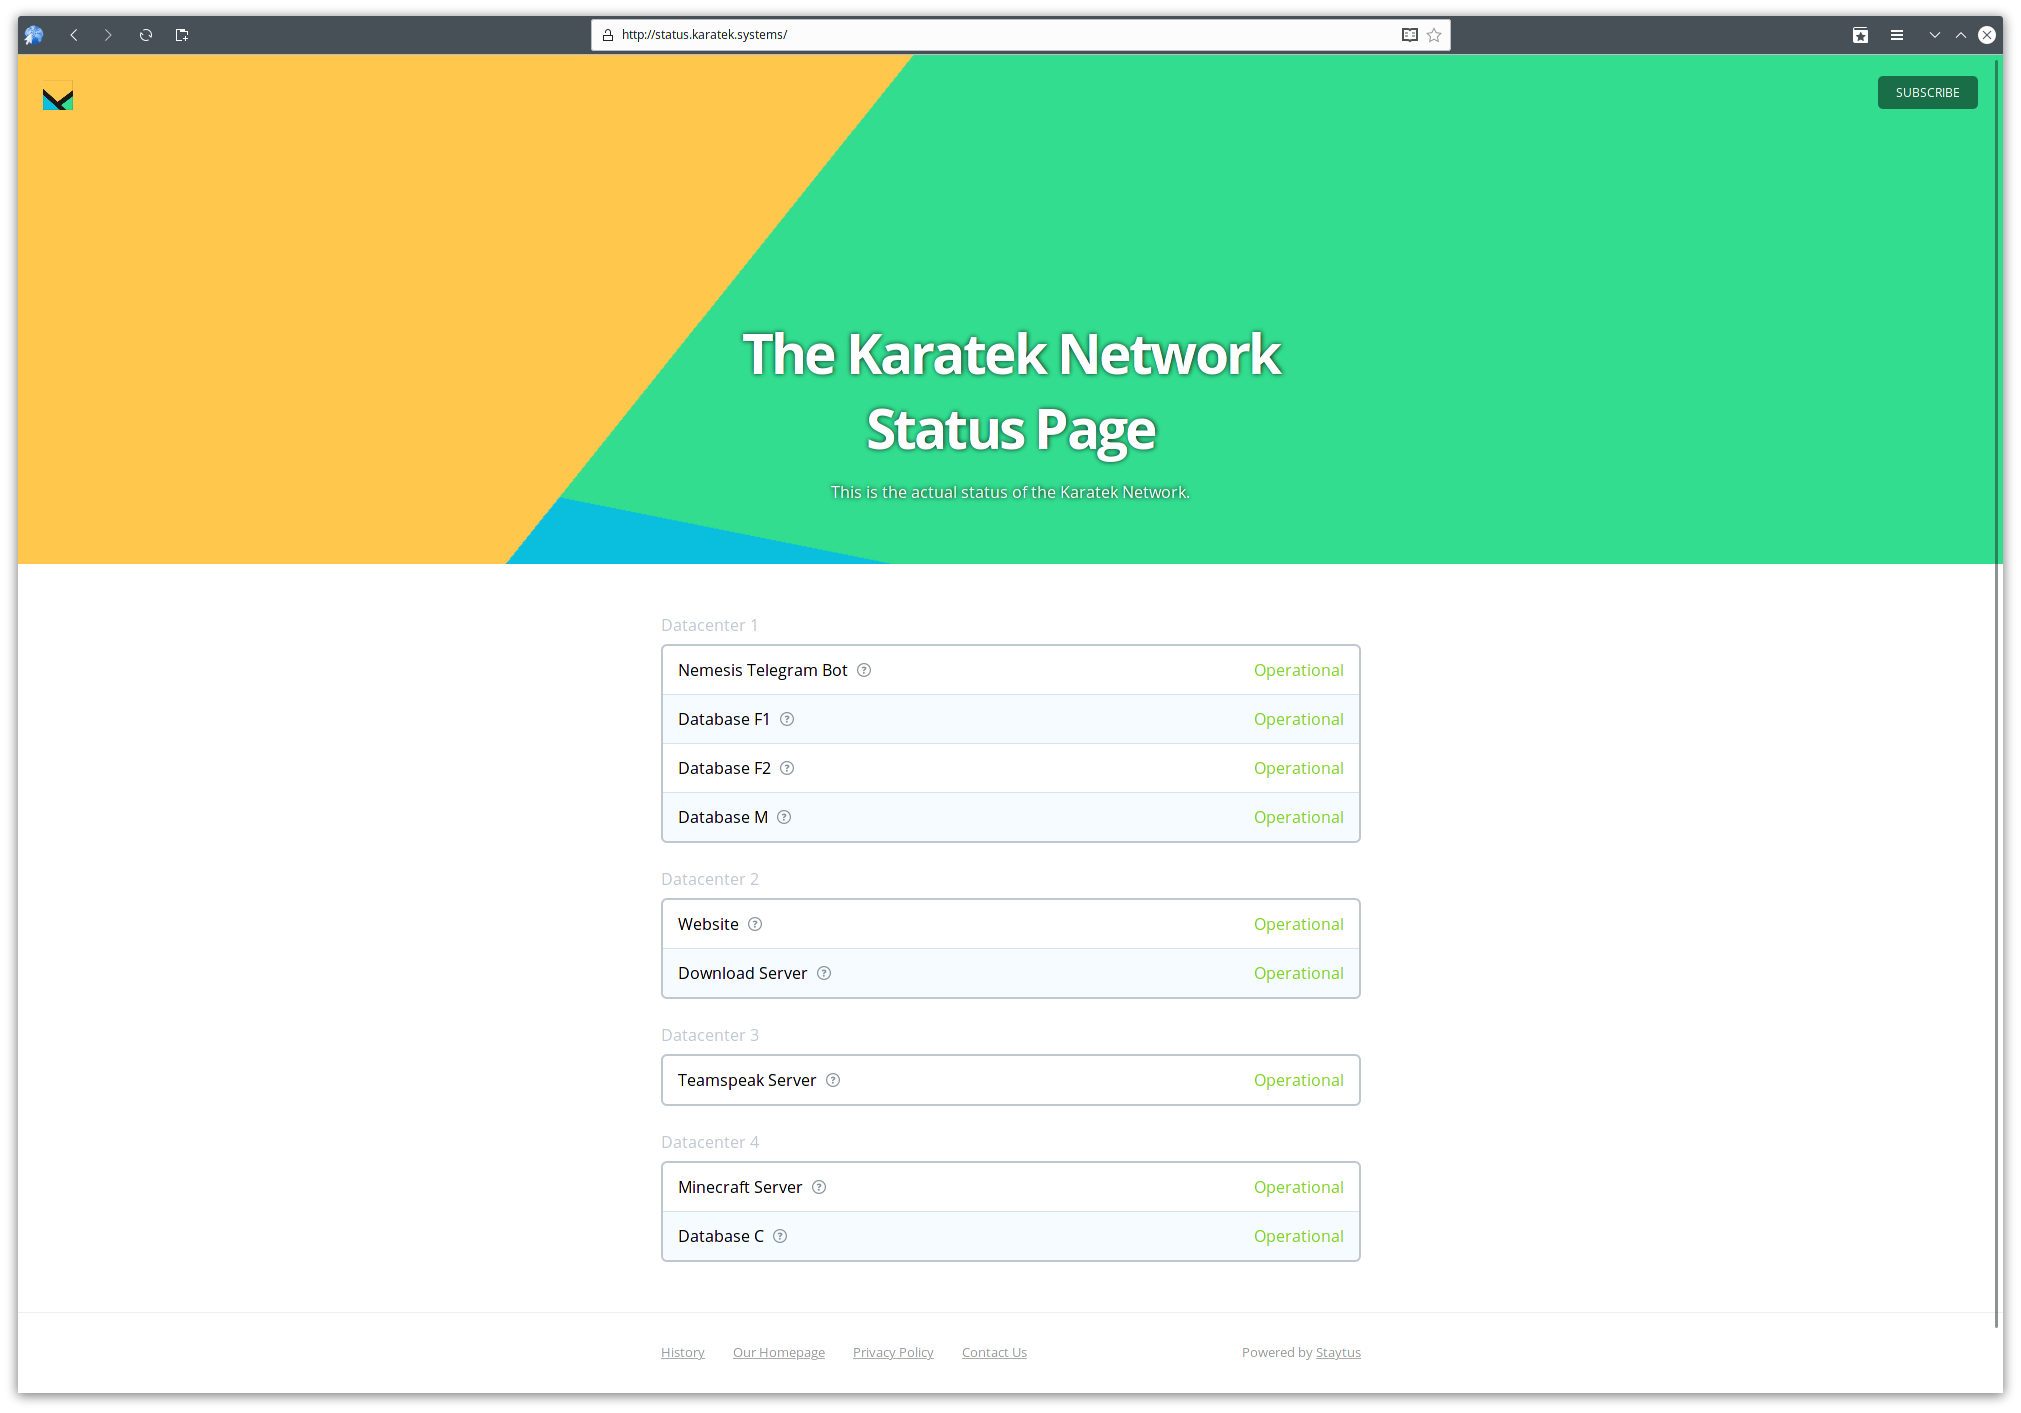 http://status.karatek.systems/
SUBSCRIBE
The Karatek Network
Status Page
This is the actual status of the Karatek Network.
Datacenter 1
Nemesis Telegram Bot ? Operational
Database F1 ? Operational
Database F2 ? Operational
Database M ? Operational
Datacenter 2
Website ? Operational
Download Server ? Operational
Datacenter 3
Teamspeak Server ? Operational
Datacenter 4
Minecraft Server ? Operational
Database C ? Operational
History Our Homepage Privacy Policy Contact Us Powered by Staytus